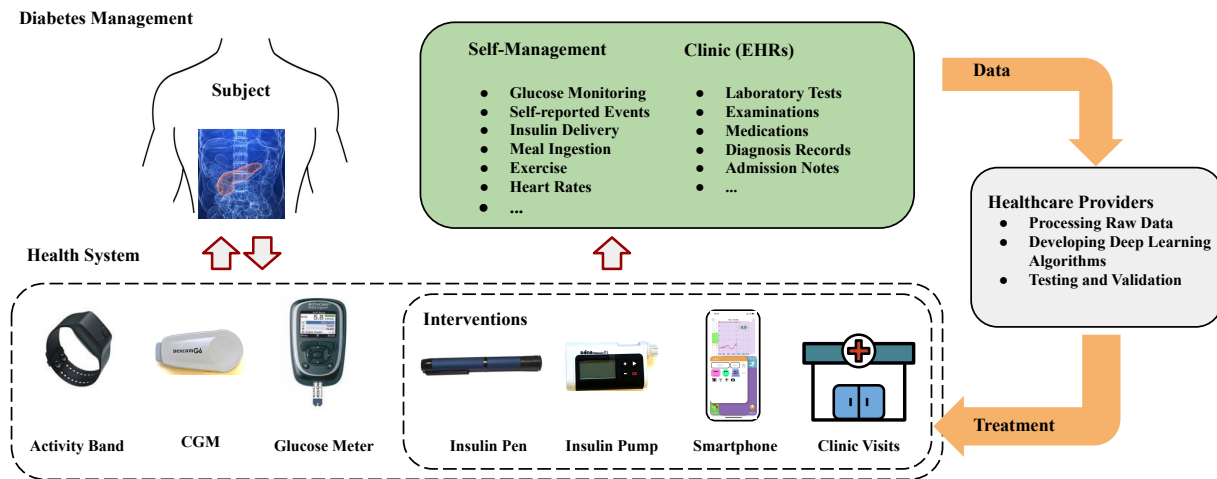 Diabetes Management
Subject
Self-Management
● Glucose Monitoring
● Self-reported Events
● Insulin Delivery
● Meal Ingestion
● Exercise
● Heart Rates
● ...
Clinic (EHRs)
● Laboratory Tests
● Examinations
● Medications
● Diagnosis Records
● Admission Notes
● ...
Data
Healthcare Providers
● Processing Raw Data
● Developing Deep Learning
Algorithms
● Testing and Validation
Treatment
Health System
dexcom G6
5.8
Interventions
Activity Band
CGM
Glucose Meter
Insulin Pen
Insulin Pump
Smartphone
Clinic Visits